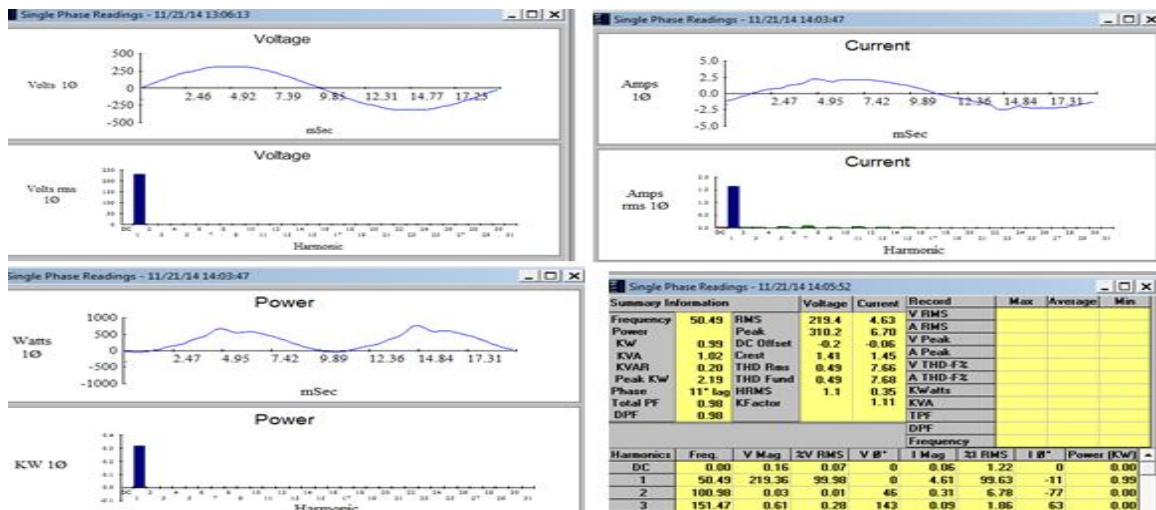 Single Phase Readings - 11/21/14 13:06:13
Voltage
500
250
0
-250
-500
Volts 1Ø
2.46 4.92 7.39 9.85 12.31 14.77 17.23
mSec
Voltage
Volts rms
1Ø
Harmonic
Single Phase Readings - 11/21/14 14:03:47
Current
5.0
2.5
0.0
-2.5
-5.0
Amps
1Ø
2.47 4.95 7.42 9.89 12.36 14.84 17.31
mSec
Current
Amps
rms 1Ø
2.0
Harmonic
Single Phase Readings - 11/21/14 14:03:47
Power
1000
500
0
-500
-1000
Watts
1Ø
2.47 4.95 7.42 9.89 12.36 14.84 17.31
mSec
Power
KW 1Ø
Harmonic
Single Phase Readings - 11/21/14 14:05:52
Summary Information Voltage Current Record Max Average Min
Frequency 50.49 RMS 219.4 4.63 V RMS
Power Peak 310.2 6.70 A RMS
KW 0.99 DC Offset -0.2 -0.06 V Peak
KVA 1.02 Crest 1.41 1.45 A Peak
KVAR 0.20 THD Rms 0.49 7.66 V THD-F%
Peak KW 2.19 THD Fund 0.49 7.68 A THD-F%
Phase 11° lag HRMS 1.1 0.35 KWatts
Total PF 0.98 KFactor 1.11 KVA
DPF 0.98 TPF
DPF
Frequency
Harmonics Freq. V Mag %V RMS V Ø° I Mag %I RMS I Ø° Power (KW)
DC 0.00 0.16 0.07 0 0.06 1.22 0 0.00
1 50.49 219.36 99.98 0 4.61 99.63 -11 0.99
2 100.98 0.03 0.01 46 0.31 6.78 -77 0.00
3 151.47 0.61 0.28 143 0.09 1.86 63 0.00